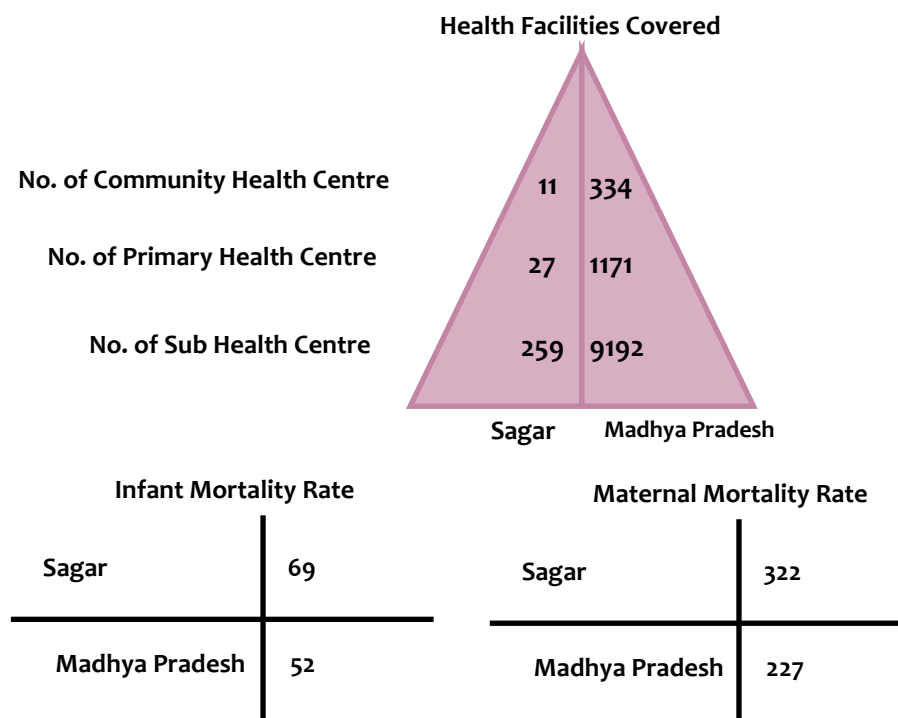 Health Facilities Covered
No. of Community Health Centre 11 334
No. of Primary Health Centre 27 1171
No. of Sub Health Centre 259 9192
Sagar Madhya Pradesh
Infant Mortality Rate
Sagar 69
Madhya Pradesh 52
Maternal Mortality Rate
Sagar 322
Madhya Pradesh 227